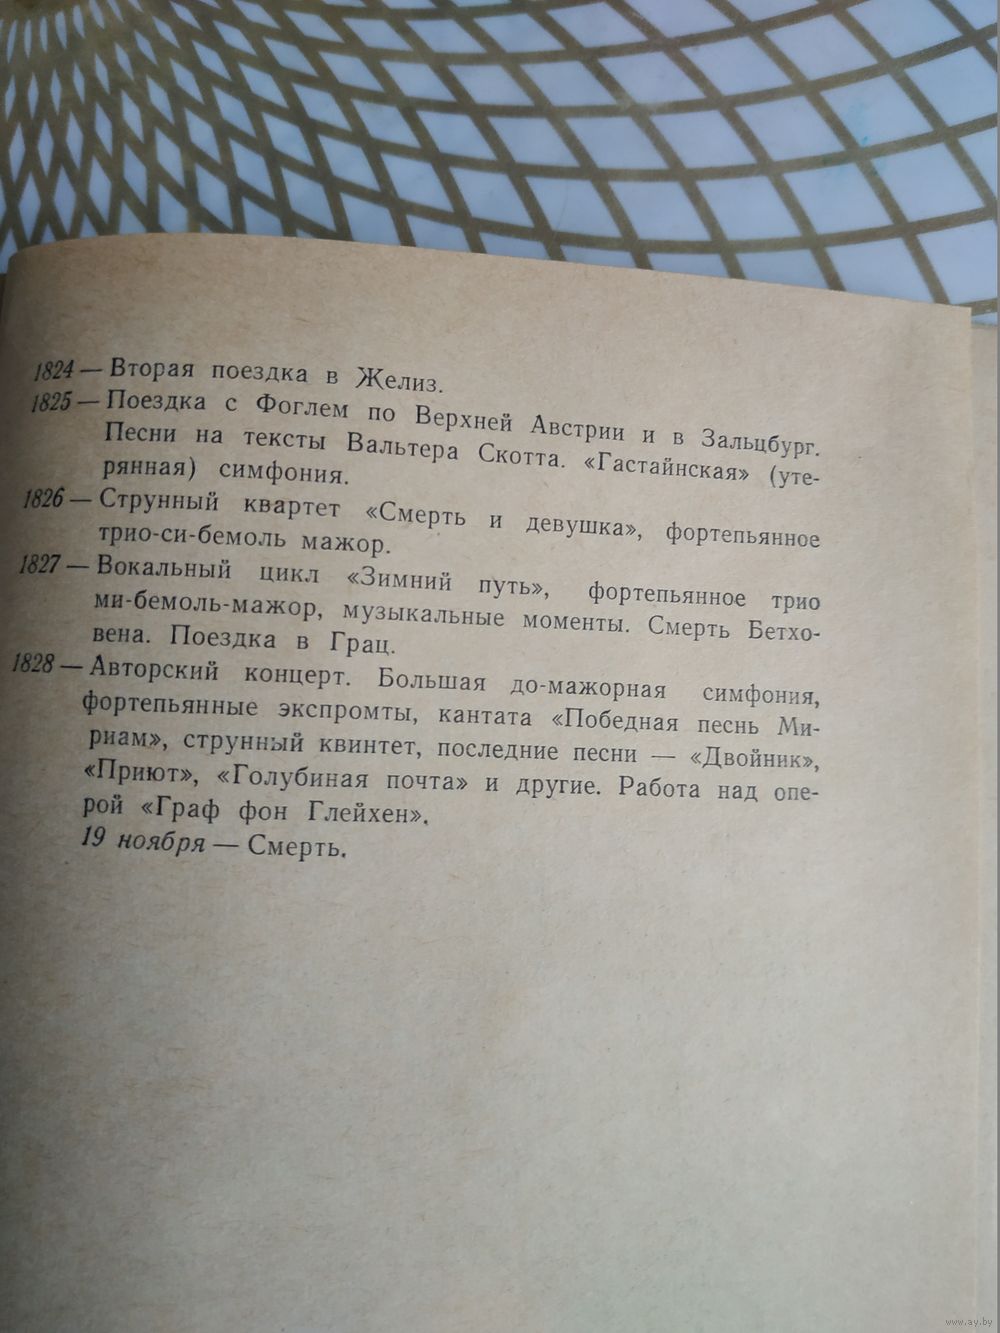 1824 — Вторая поездка в Желиз.
1825 — Поездка с Фоглем по Верхней Австрии и в Зальцбург.
Песни на тексты Вальтера Скотта. «Гастайнская» (уте-
рянная) симфония.
1826 — Струнный квартет «Смерть и девушка», фортепьянное
трио-си-бемоль мажор.
1827 — Вокальный цикл «Зимний путь», фортепьянное трио
ми-бемоль-мажор, музыкальные моменты. Смерть Бетхо-
вена. Поездка в Грац.
1828 — Авторский концерт. Большая до-мажорная симфония,
фортепьянные экспромты, кантата «Победная песнь Ми-
риам», струнный квинтет, последние песни — «Двойник»,
«Приют», «Голубиная почта» и другие. Работа над опе-
рой «Граф фон Глейхен».
19 ноября — Смерть.
www.ay.by